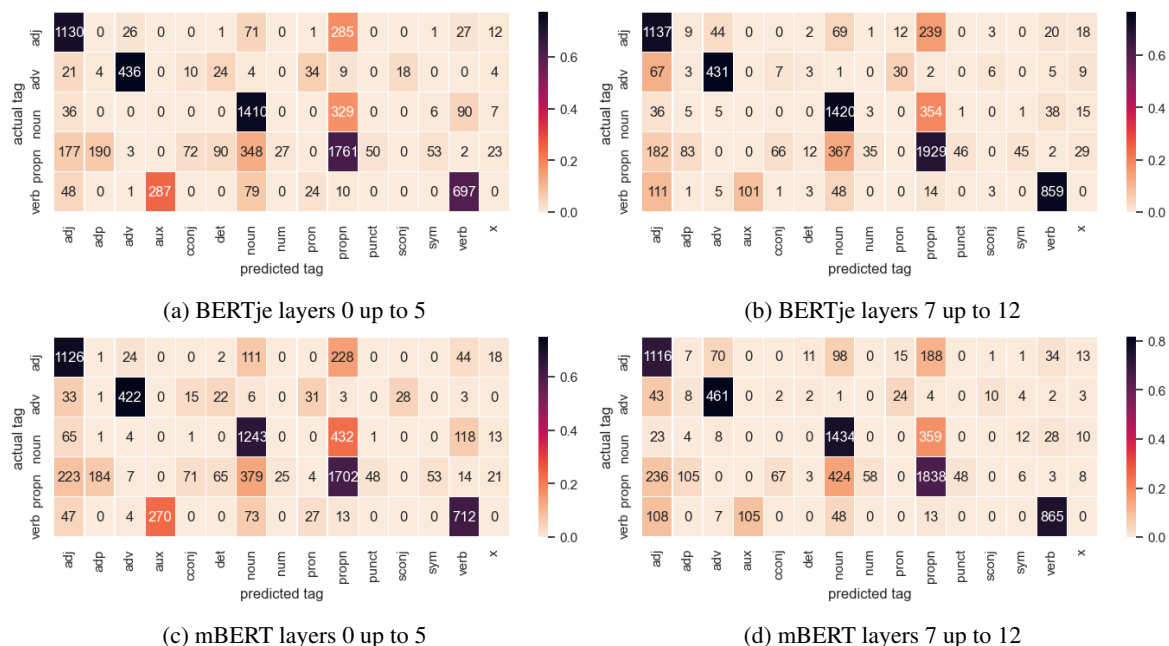 actual tag
adj 1130 0 26 0 0 1 71 0 1 285 0 0 1 27 12
adv 21 4 436 0 10 24 4 0 34 9 0 18 0 0 4
noun 36 0 0 0 0 0 1410 0 0 329 0 0 6 90 7
propn 177 190 3 0 72 90 348 27 0 1761 50 0 53 2 23
verb 48 0 1 287 0 0 79 0 24 10 0 0 0 697 0
adj adp adv aux cconj det noun num pron propn punct sconj sym verb x
predicted tag
0.6
0.4
0.2
0.0
(a) BERTje layers 0 up to 5
actual tag
adj 1137 9 44 0 0 2 69 1 12 239 0 3 0 20 18
adv 67 3 431 0 7 3 1 0 30 2 0 6 0 5 9
noun 36 5 5 0 0 0 1420 3 0 354 1 0 1 38 15
propn 182 83 0 0 66 12 367 35 0 1929 46 0 45 2 29
verb 111 1 5 101 1 3 48 0 0 14 0 3 0 859 0
adj adp adv aux cconj det noun num pron propn punct sconj sym verb x
predicted tag
0.6
0.4
0.2
0.0
(b) BERTje layers 7 up to 12
actual tag
adj 1126 1 24 0 0 2 111 0 0 228 0 0 0 44 18
adv 33 1 422 0 15 22 6 0 31 3 0 28 0 3 0
noun 65 1 4 0 1 0 1243 0 0 432 1 0 0 118 13
propn 223 184 7 0 71 65 379 25 4 1702 48 0 53 14 21
verb 47 0 4 270 0 0 73 0 27 13 0 0 0 712 0
adj adp adv aux cconj det noun num pron propn punct sconj sym verb x
predicted tag
0.6
0.4
0.2
0.0
(c) mBERT layers 0 up to 5
actual tag
adj 1116 7 70 0 0 11 98 0 15 188 0 1 1 34 13
adv 43 8 461 0 2 2 1 0 24 4 0 10 4 2 3
noun 23 4 8 0 0 0 1434 0 0 359 0 0 12 28 10
propn 236 105 0 0 67 3 424 58 0 1838 48 0 6 3 8
verb 108 0 7 105 0 0 48 0 0 13 0 0 0 865 0
adj adp adv aux cconj det noun num pron propn punct sconj sym verb x
predicted tag
0.8
0.6
0.4
0.2
0.0
(d) mBERT layers 7 up to 12